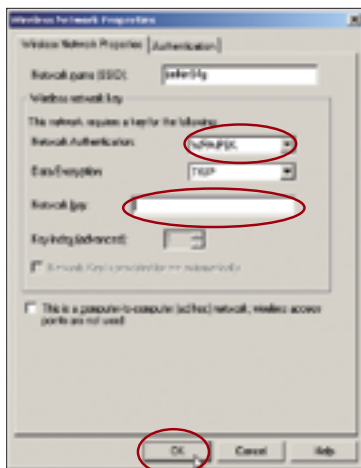 Wireless Network Properties
Wireless Network Properties
Authentication
Network name (SSID):
Wireless network key
This network requires a key for the following:
Network Authentication:
WPA-PSK
Data Encryption
TKIP
Network key:
Key index (advanced):
This is a computer-to-computer (ad hoc) network; wireless access
points are not used
OK
Cancel
Help